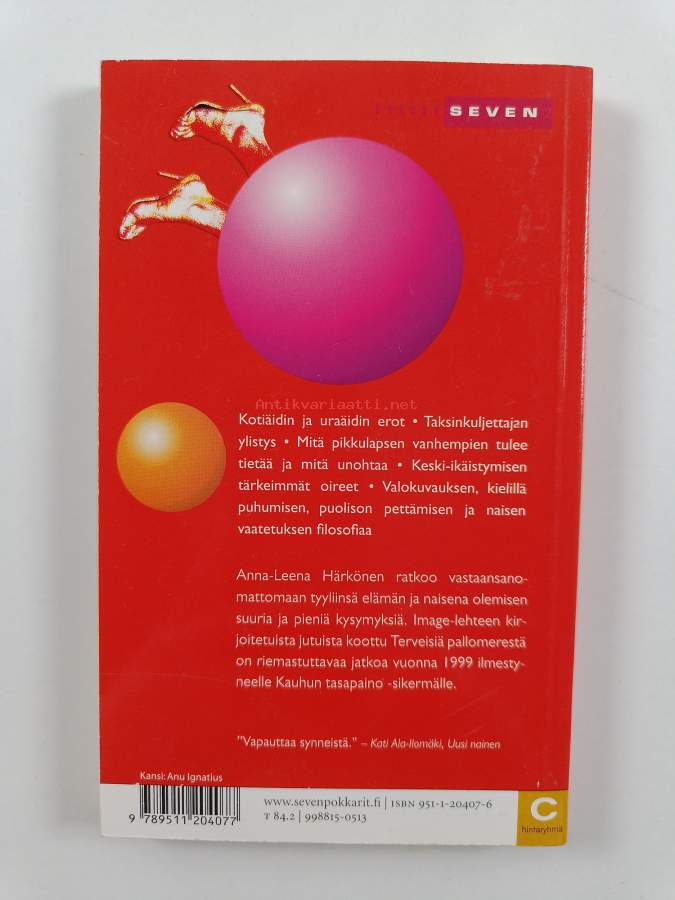 SEVEN
Antikvariaatti.net
Kotiäidin ja uraäidin erot • Taksinkuljettajan
ylistys • Mitä pikkulapsen vanhempien tulee
tietää ja mitä unohtaa • Keski-ikäistymisen
tärkeimmät oireet • Valokuvauksen, kielillä
puhumisen, puolison pettämisen ja naisen
vaatetuksen filosofiaa
Anna-Leena Härkönen ratkoo vastaansano-
mattomaan tyyliinsä elämän ja naisena olemisen
suuria ja pieniä kysymyksiä. Image-lehteen kir-
joitetuista jutuista koottu Terveisiä pallomerestä
on riemastuttavaa jatkoa vuonna 1999 ilmesty-
neelle Kauhun tasapaino -sikermälle.
"Vapauttaa synneistä." – Kati Ala-Ilomäki, Uusi nainen
Kansi: Anu Ignatius
www.sevenpokkarit.fi | ISBN 951-1-20407-6
T 84.2 | 998815-0513
9 789511 204077
C
hintaryhmä